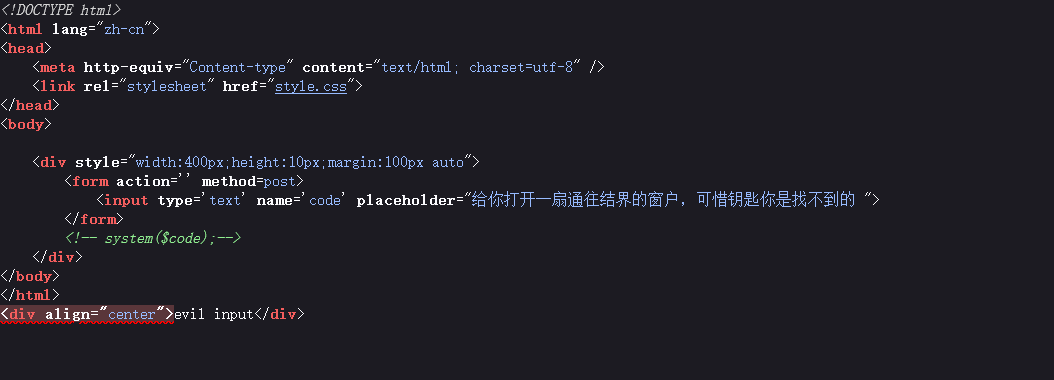 <!DOCTYPE html>
<html lang="zh-cn">
<head>
    <meta http-equiv="Content-type" content="text/html; charset=utf-8" />
    <link rel="stylesheet" href="style.css">
</head>
<body>

    <div style="width:400px;height:10px;margin:100px auto">
        <form action='' method=post>
            <input type='text' name='code' placeholder="给你打开一扇通往结界的窗户，可惜钥匙你是找不到的 ">
        </form>
        <!-- system($code);-->
    </div>
</body>
</html>
<div align="center">evil input</div>